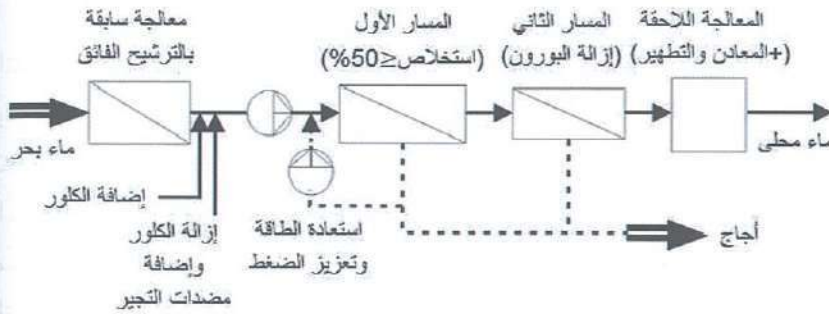 معالجة سابقة
بالترشيح الفائق
المسار الأول
(استخلاص≥50%)
المسار الثاني
(إزالة البورون)
المعالجة اللاحقة
(+المعادن والتطهير)
ماء بحر
ماء محلى
إضافة الكلور
إزالة الكلور
وإضافة
مضدات التجير
استعادة الطاقة
وتعزيز الضغط
أجاج